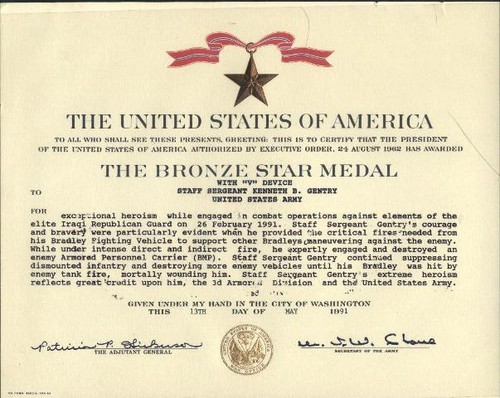 THE UNITED STATES OF AMERICA
TO ALL WHO SHALL SEE THESE PRESENTS, GREETING: THIS IS TO CERTIFY THAT THE PRESIDENT
OF THE UNITED STATES OF AMERICA AUTHORIZED BY EXECUTIVE ORDER, 24 AUGUST 1962 HAS AWARDED
THE BRONZE STAR MEDAL
WITH "V" DEVICE
TO STAFF SERGEANT KENNETH B. GENTRY
UNITED STATES ARMY
FOR
exceptional heroism while engaged in combat operations against elements of the
elite Iraqi Republican Guard on 26 February 1991. Staff Sergeant Gentry's courage
and bravery were particularly evident when he provided the critical fires needed from
his Bradley Fighting Vehicle to support other Bradleys maneuvering against the enemy.
While under intense direct and indirect fire, he expertly engaged and destroyed an
enemy Armored Personnel Carrier (BMP). Staff Sergeant Gentry continued suppressing
dismounted infantry and destroying more enemy vehicles until his Bradley was hit by
enemy tank fire, mortally wounding him. Staff Sergeant Gentry's extreme heroism
reflects great credit upon him, the 3d Armored Division and the United States Army.
GIVEN UNDER MY HAND IN THE CITY OF WASHINGTON
THIS 13TH DAY OF MAY 1991
THE ADJUTANT GENERAL
SECRETARY OF THE ARMY